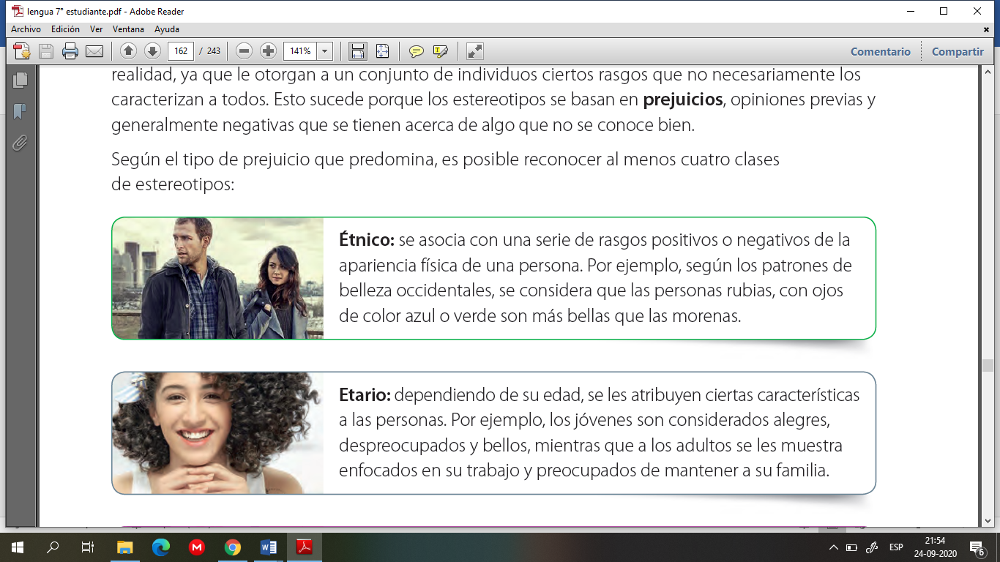 lengua 7° estudiante.pdf - Adobe Reader
Archivo Edición Ver Ventana Ayuda
162 / 243 141% Comentario Compartir
realidad, ya que le otorgan a un conjunto de individuos ciertos rasgos que no necesariamente los
caracterizan a todos. Esto sucede porque los estereotipos se basan en prejuicios, opiniones previas y
generalmente negativas que se tienen acerca de algo que no se conoce bien.
Según el tipo de prejuicio que predomina, es posible reconocer al menos cuatro clases
de estereotipos:
Étnico: se asocia con una serie de rasgos positivos o negativos de la
apariencia física de una persona. Por ejemplo, según los patrones de
belleza occidentales, se considera que las personas rubias, con ojos
de color azul o verde son más bellas que las morenas.
Etario: dependiendo de su edad, se les atribuyen ciertas características
a las personas. Por ejemplo, los jóvenes son considerados alegres,
despreocupados y bellos, mientras que a los adultos se les muestra
enfocados en su trabajo y preocupados de mantener a su familia.
ESP
21:54
24-09-2020
6